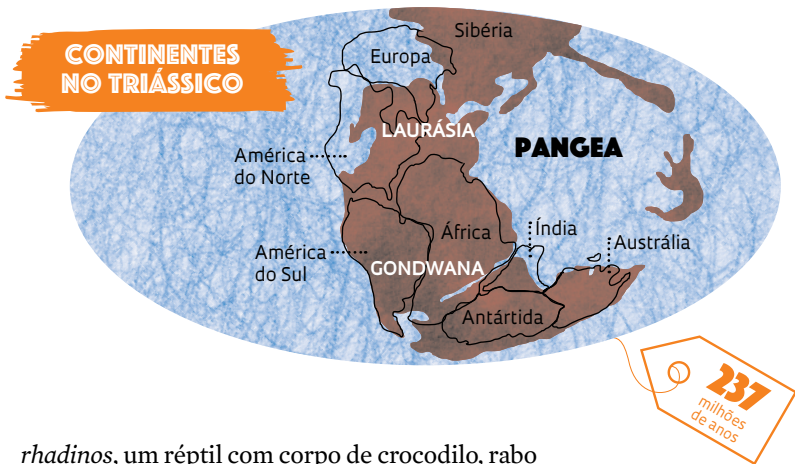 CONTINENTES
NO TRIÁSSICO
Sibéria
Europa
LAURÁSIA
PANGEA
América
do Norte
África
Índia
Austrália
América
do Sul
GONDWANA
Antártida
237
milhões
de anos
rhadinos, um réptil com corpo de crocodilo, rabo